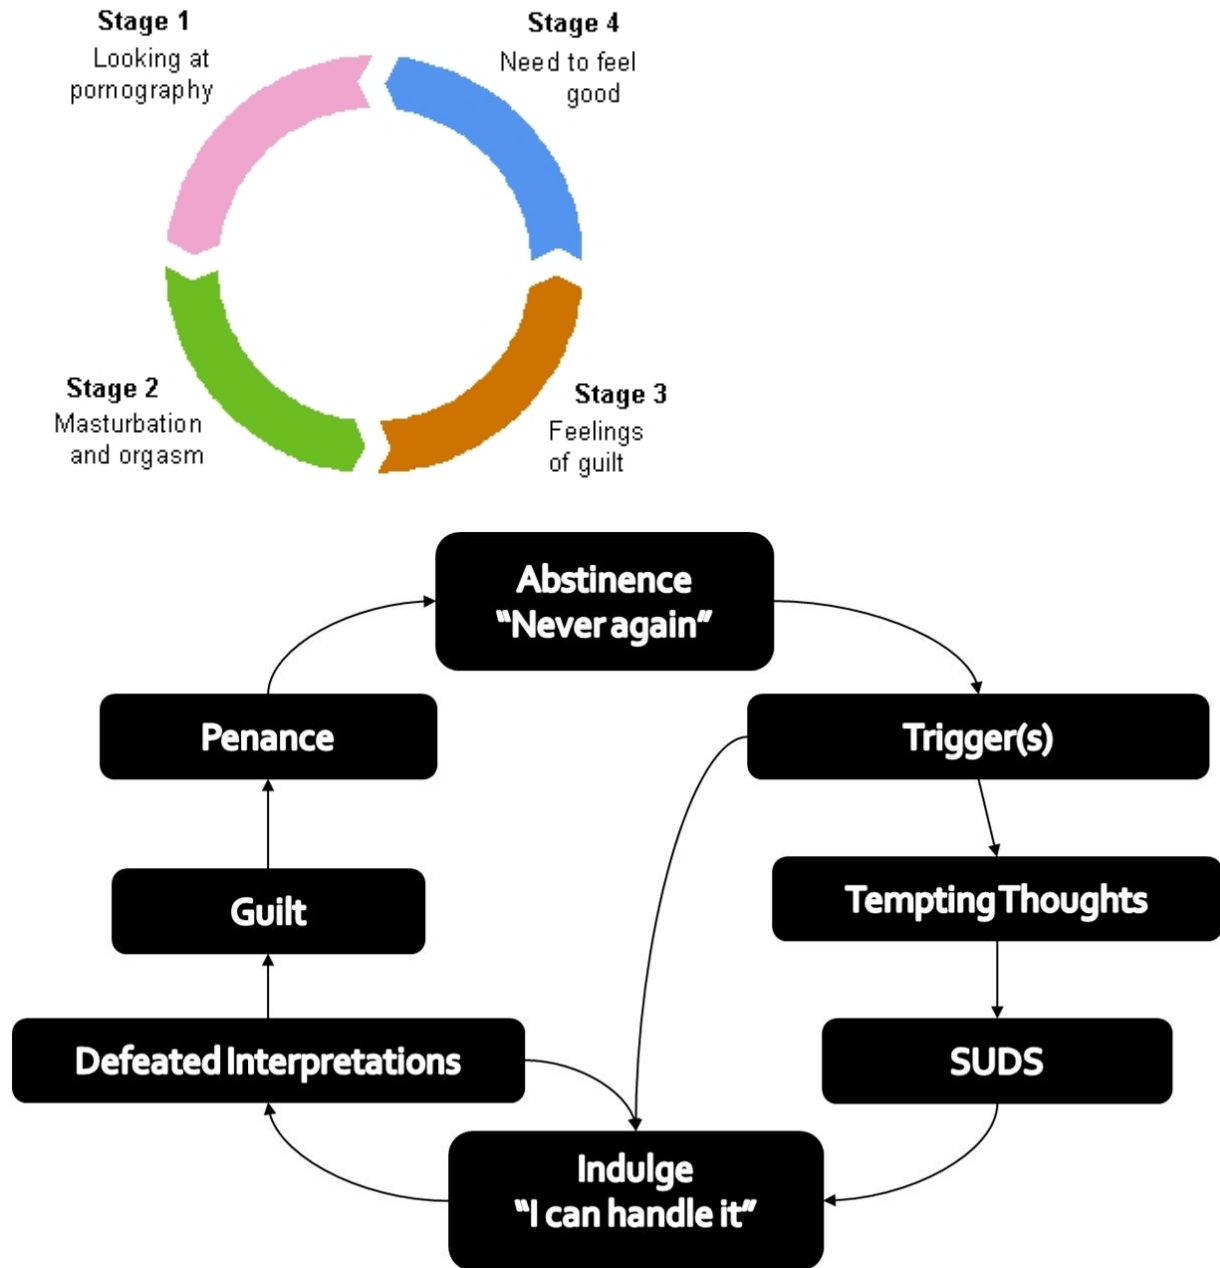 Stage 1
Looking at
pornography
Stage 4
Need to feel
good
Stage 2
Masturbation
and orgasm
Stage 3
Feelings
of guilt
Abstinence
"Never again"
Penance
Trigger(s)
Guilt
Tempting Thoughts
Defeated Interpretations
SUDS
Indulge
"I can handle it"